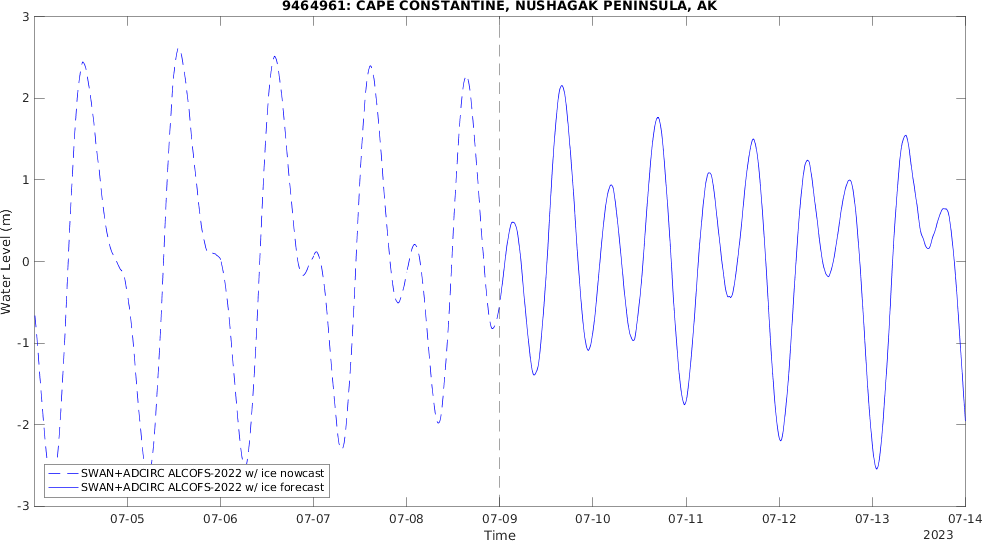 9464961: CAPE CONSTANTINE, NUSHAGAK PENINSULA, AK
3
2
1
0
-1
-2
-3
Water Level (m)
SWAN+ADCIRC ALCOFS-2022 w/ ice nowcast
SWAN+ADCIRC ALCOFS-2022 w/ ice forecast
07-05 07-06 07-07 07-08 07-09 07-10 07-11 07-12 07-13 07-14
Time
2023